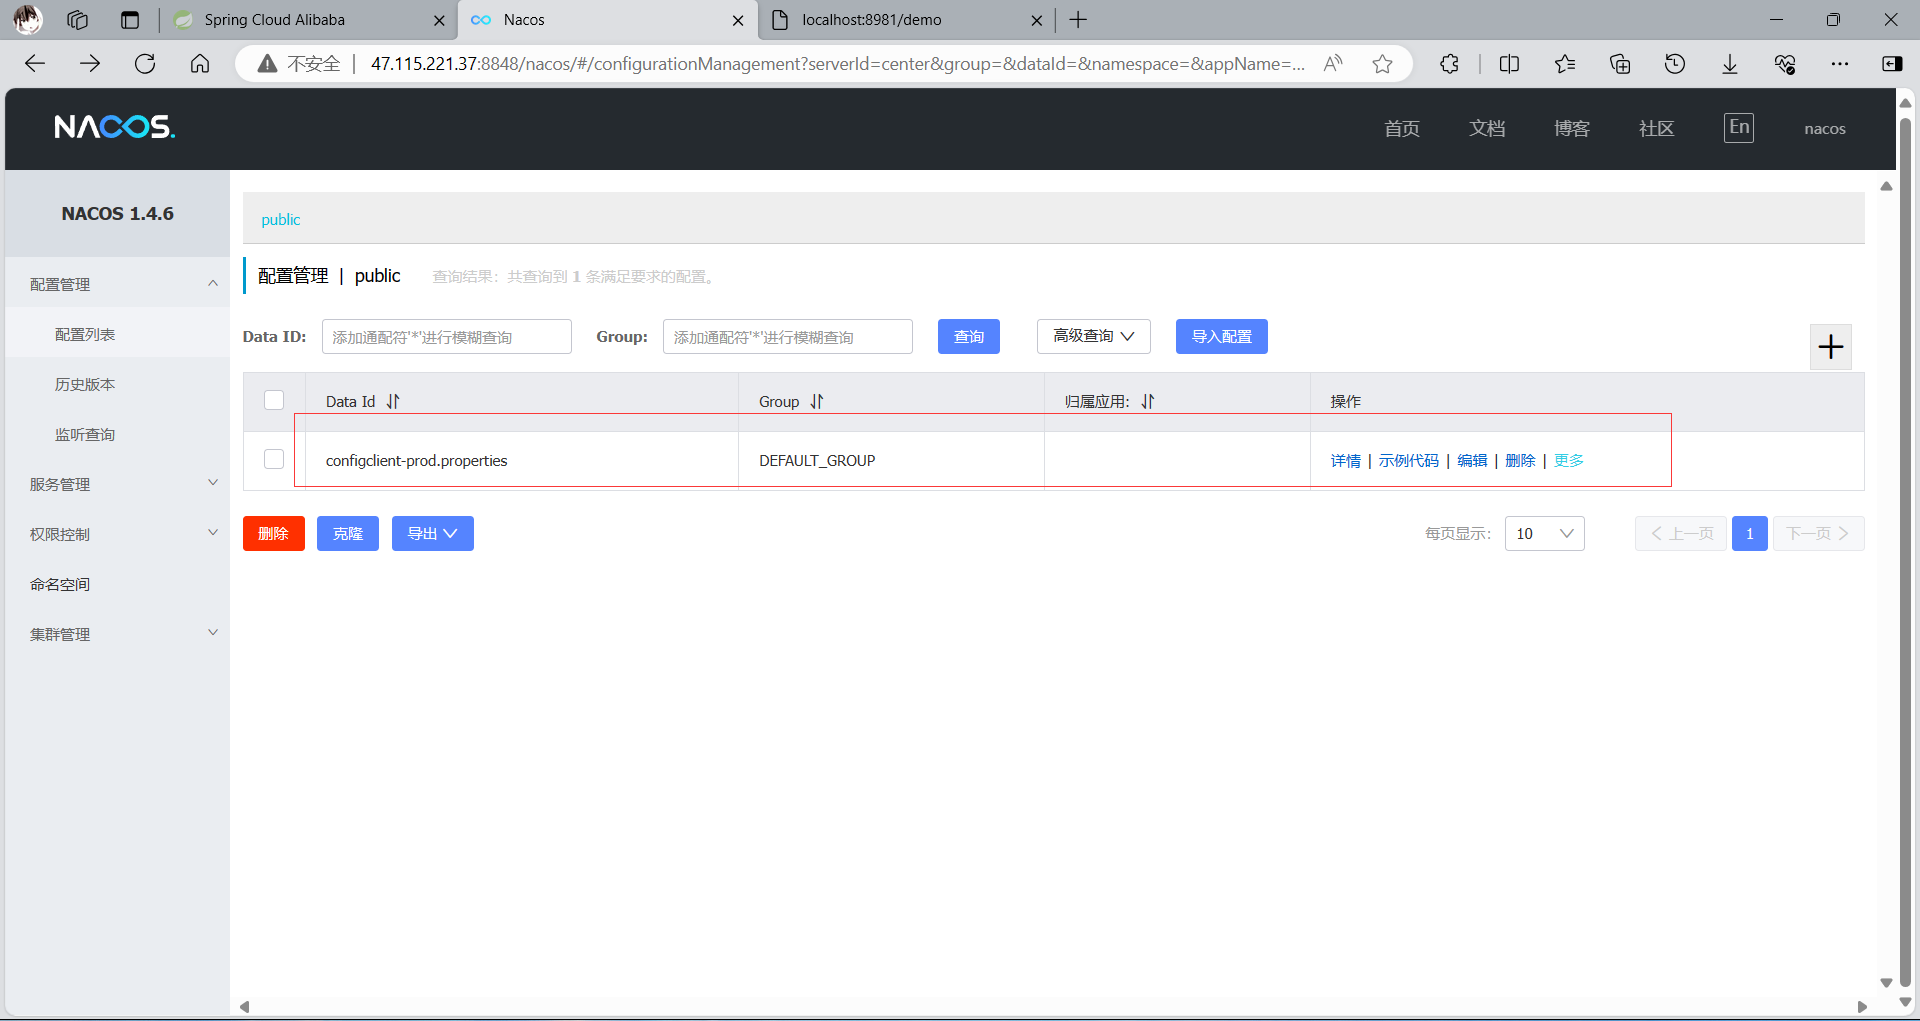 Spring Cloud Alibaba
Nacos
localhost:8981/demo
不安全 | 47.115.221.37:8848/nacos/#/configurationManagement?serverId=center&group=&dataId=&namespace=&appName=...
NACOS.
首页
文档
博客
社区
En
nacos
NACOS 1.4.6
配置管理
配置列表
历史版本
监听查询
服务管理
权限控制
命名空间
集群管理
public
配置管理 | public 查询结果：共查询到 1 条满足要求的配置。
Data ID: 添加通配符'*'进行模糊查询 Group: 添加通配符'*'进行模糊查询 查询 高级查询 导入配置
Data Id Group 归属应用: 操作
configclient-prod.properties DEFAULT_GROUP 详情 | 示例代码 | 编辑 | 删除 | 更多
删除 克隆 导出 每页显示: 10 上一页 1 下一页